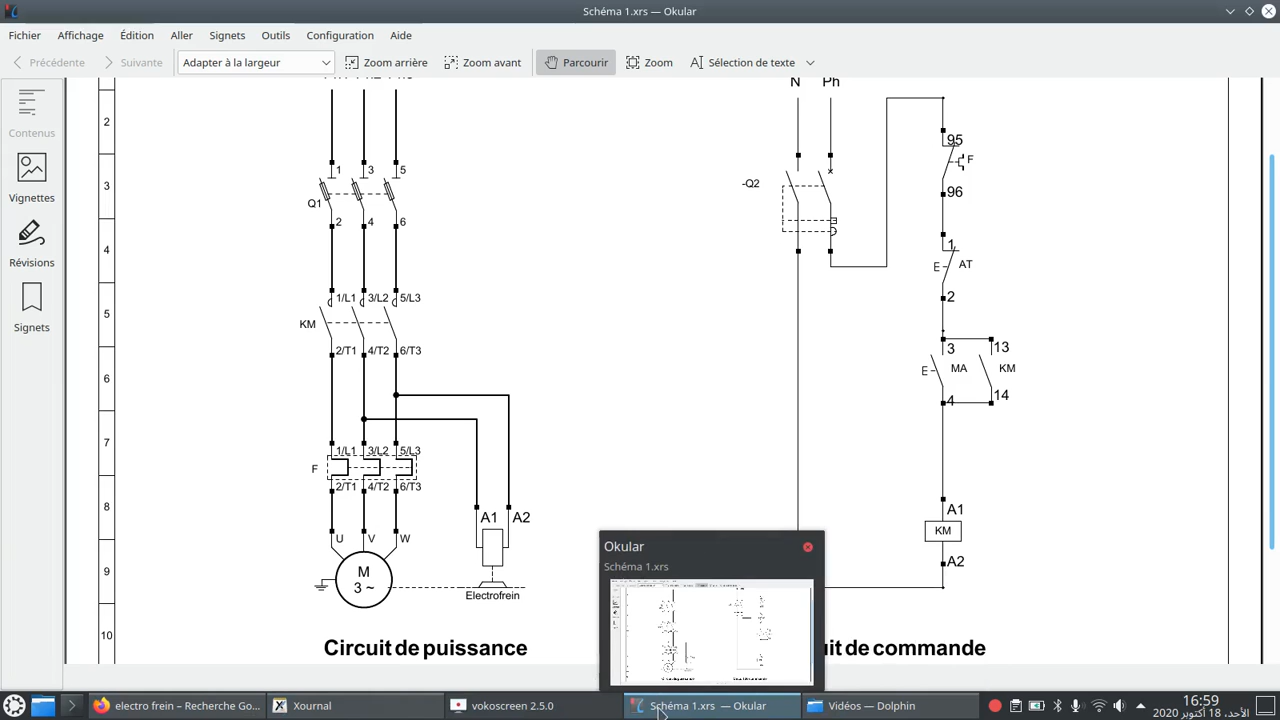 Schéma 1.xrs — Okular
Fichier Affichage Édition Aller Signets Outils Configuration Aide
Précédente Suivante Adapter à la largeur Zoom arrière Zoom avant Parcourir Zoom Sélection de texte
Contenus
Vignettes
Révisions
Signets
2
3
4
5
6
7
8
9
10
1 3 5
Q1
2 4 6
1/L1 3/L2 5/L3
KM
2/T1 4/T2 6/T3
1/L1 3/L2 5/L3
F
2/T1 4/T2 6/T3
U V W
M
3 ~
A1 A2
Electrofrein
Circuit de puissance
N Ph
-Q2
95
F
96
1
E AT
2
3 13
E MA KM
4 14
A1
KM
A2
uit de commande
Okular
Schéma 1.xrs
electro frein – Recherche Go...
Xournal
vokoscreen 2.5.0
Schéma 1.xrs — Okular
Vidéos — Dolphin
16:59
الأحد، 18 أكتوبر 2020